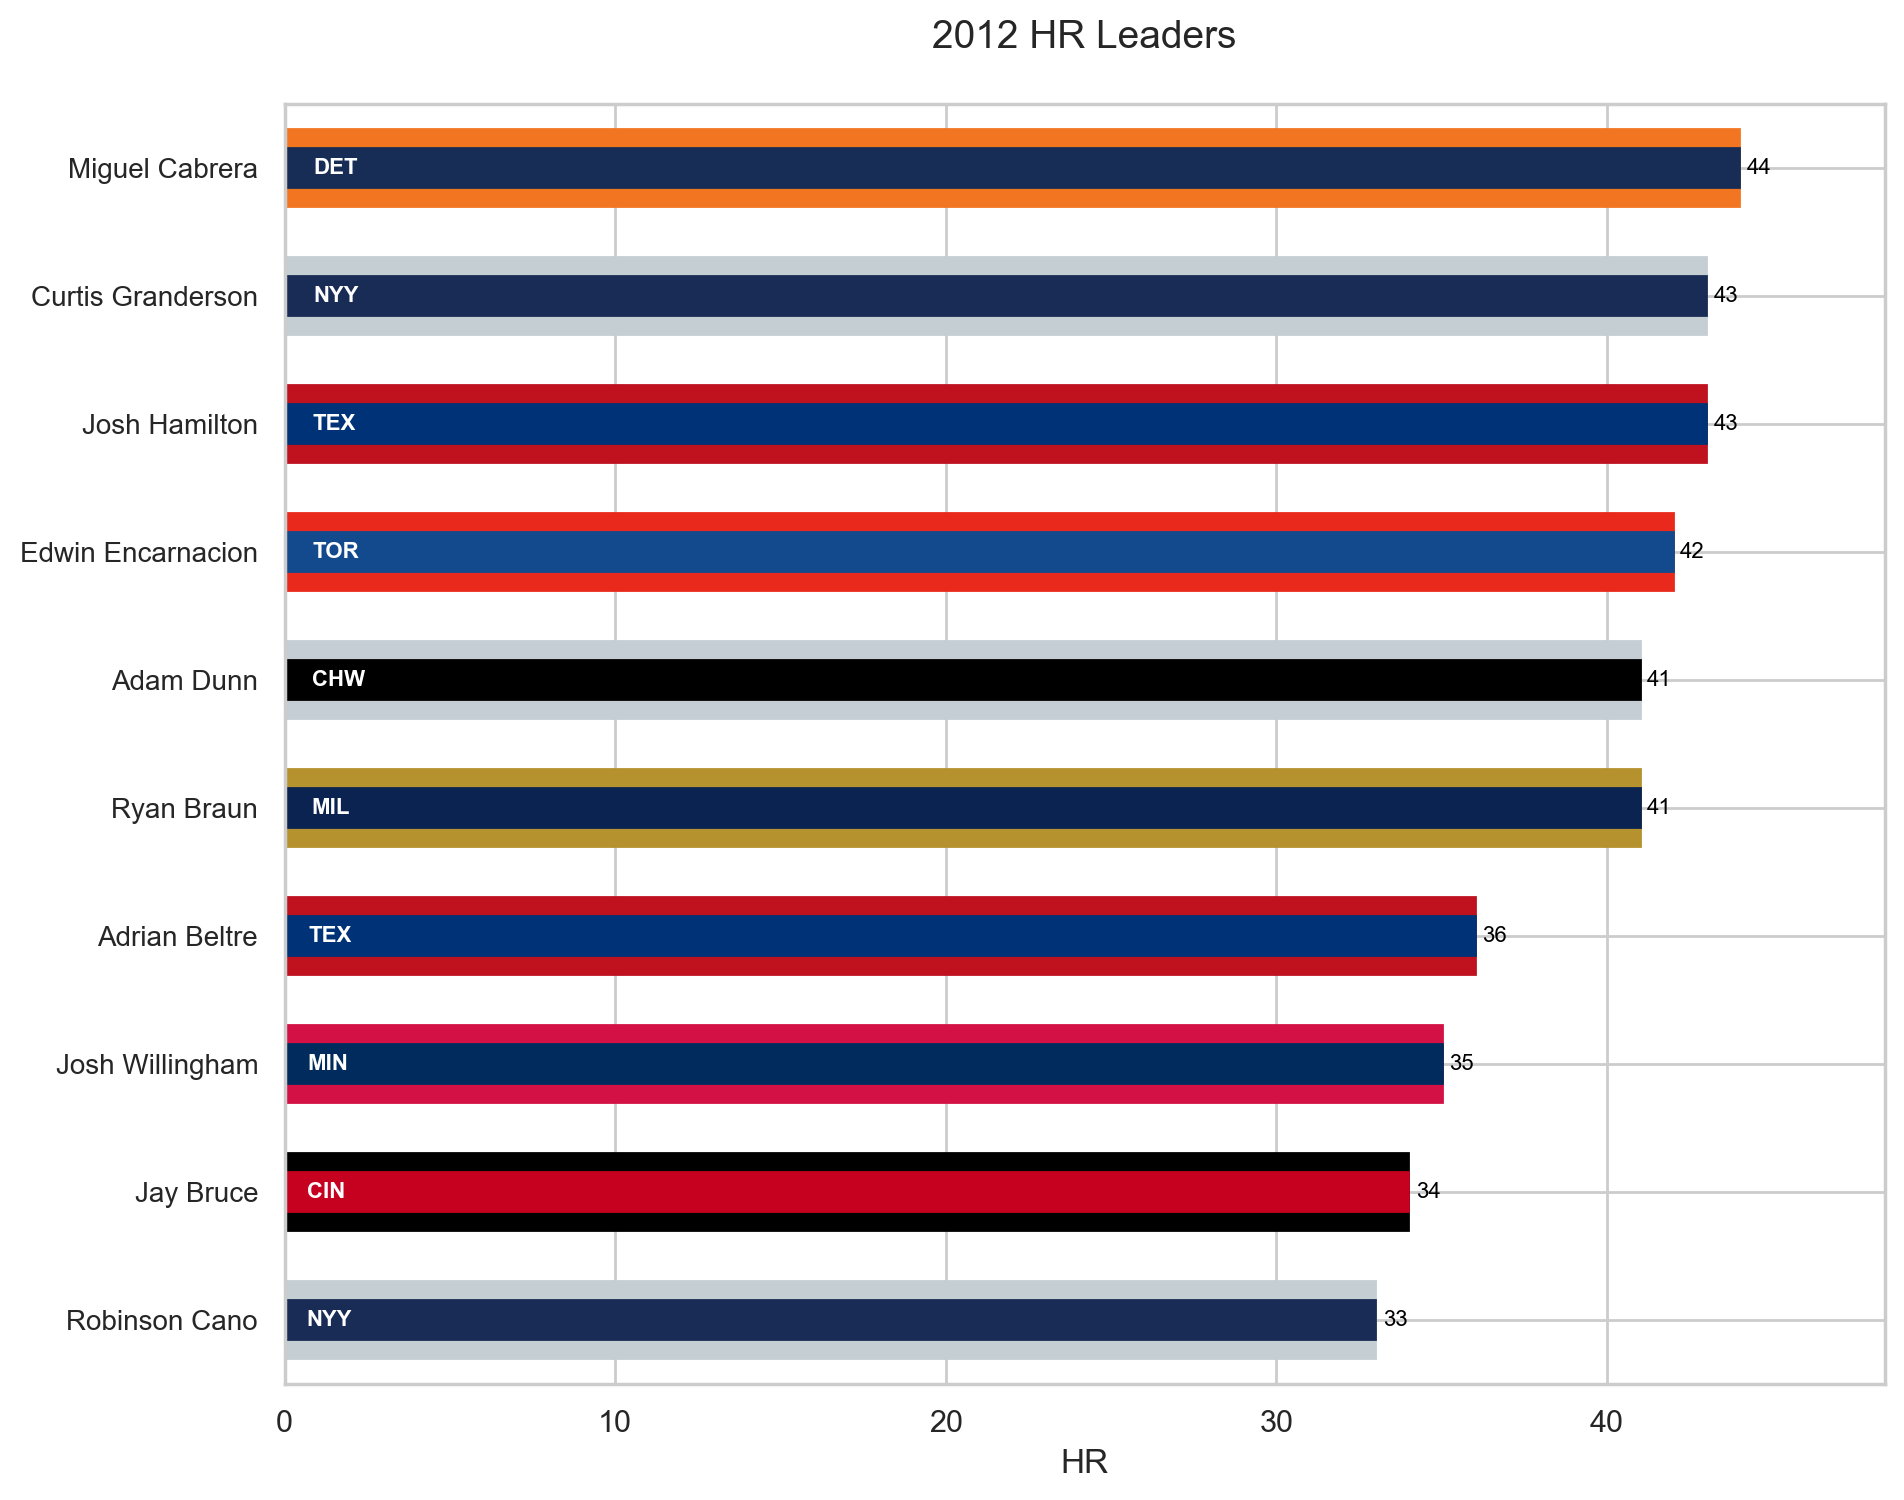 2012 HR Leaders
Miguel Cabrera DET 44
Curtis Granderson NYY 43
Josh Hamilton TEX 43
Edwin Encarnacion TOR 42
Adam Dunn CHW 41
Ryan Braun MIL 41
Adrian Beltre TEX 36
Josh Willingham MIN 35
Jay Bruce CIN 34
Robinson Cano NYY 33
0 10 20 30 40
HR